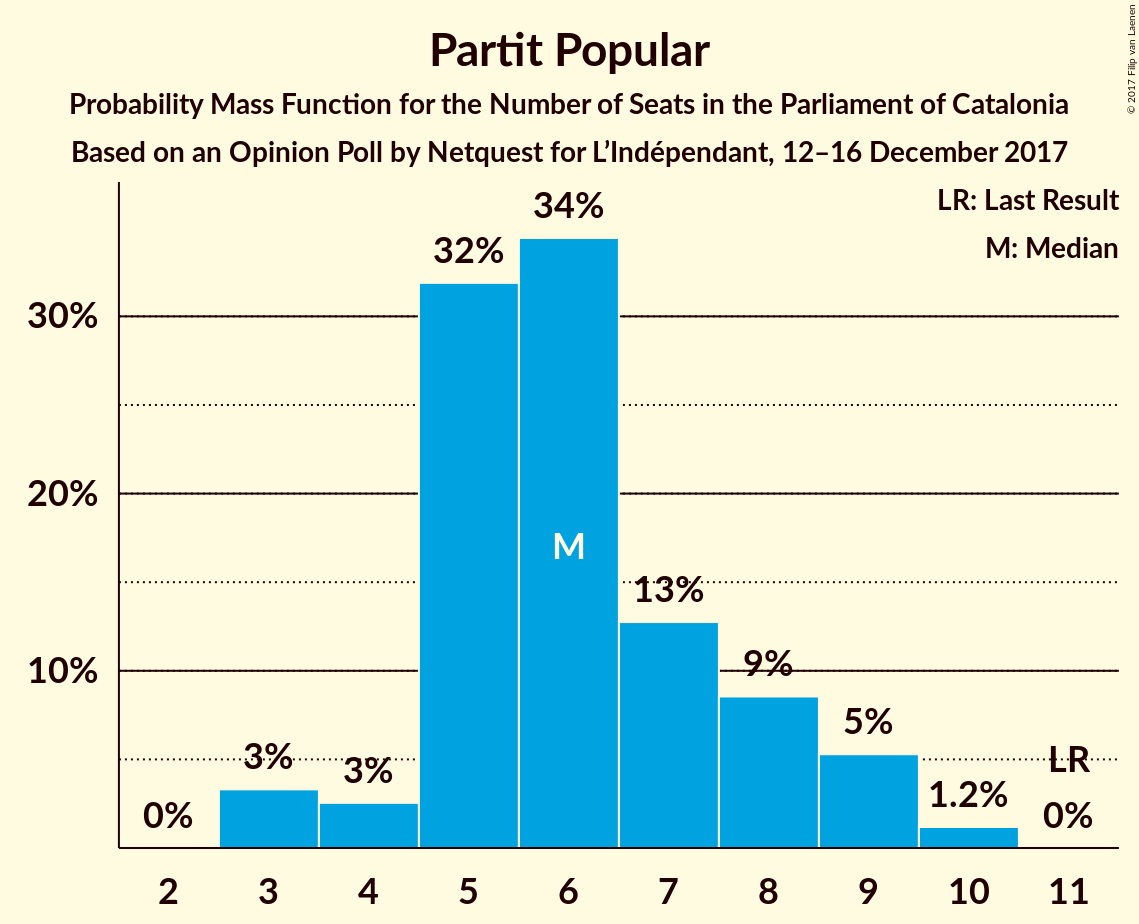 Partit Popular
Probability Mass Function for the Number of Seats in the Parliament of Catalonia
Based on an Opinion Poll by Netquest for L’Indépendant, 12–16 December 2017
© 2017 Filip van Laenen
LR: Last Result
M: Median
34%
32%
30%
20%
M
13%
10%
9%
5%
3%
3%
LR
1.2%
0%
0%
2 3 4 5 6 7 8 9 10 11